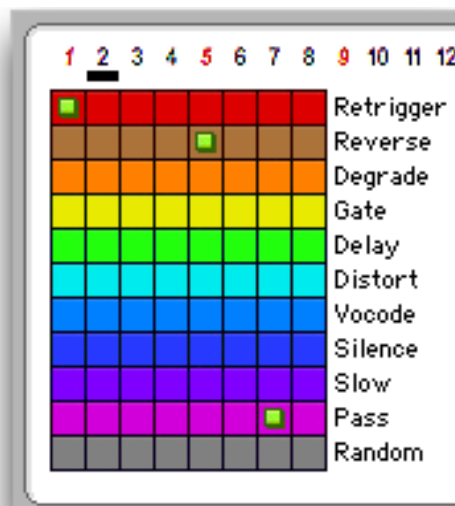 1 2 3 4 5 6 7 8 9 10 11 12
Retrigger
Reverse
Degrade
Gate
Delay
Distort
Vocode
Silence
Slow
Pass
Random